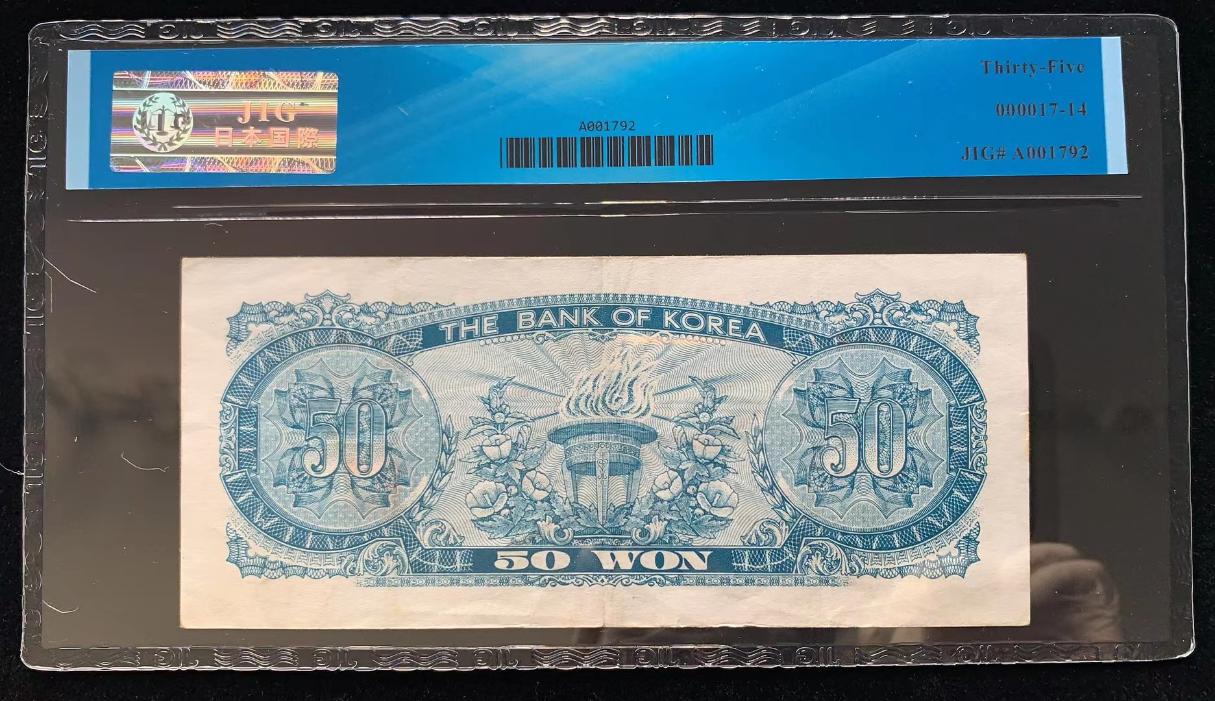 JIG
日本国際
A001792
Thirty-Five
000017-14
JIG# A001792
THE BANK OF KOREA
50
50
50 WON